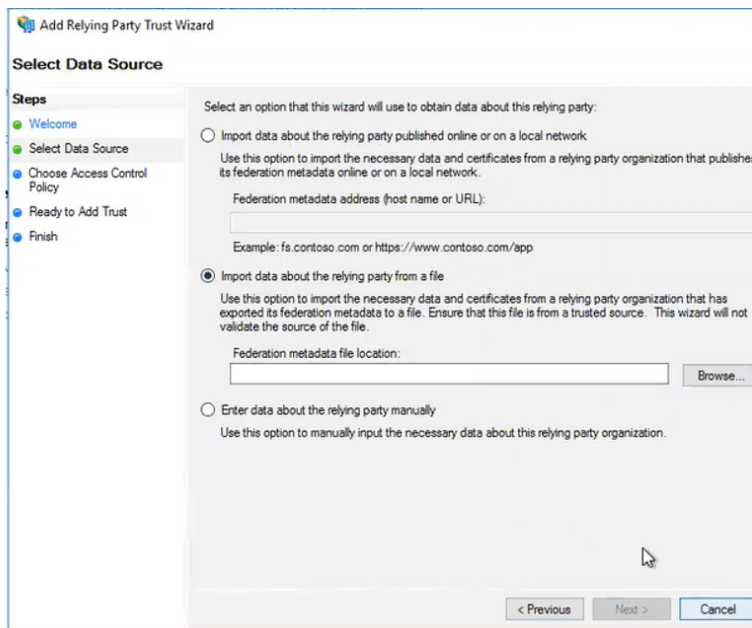 Add Relying Party Trust Wizard
Select Data Source
Steps
Welcome
Select Data Source
Choose Access Control
Policy
Ready to Add Trust
Finish
Select an option that this wizard will use to obtain data about this relying party:
Import data about the relying party published online or on a local network
Use this option to import the necessary data and certificates from a relying party organization that publishe
its federation metadata online or on a local network.
Federation metadata address (host name or URL):
Example: fs.contoso.com or https://www.contoso.com/app
Import data about the relying party from a file
Use this option to import the necessary data and certificates from a relying party organization that has
exported its federation metadata to a file. Ensure that this file is from a trusted source. This wizard will not
validate the source of the file.
Federation metadata file location:
Browse...
Enter data about the relying party manually
Use this option to manually input the necessary data about this relying party organization.
< Previous
Next >
Cancel